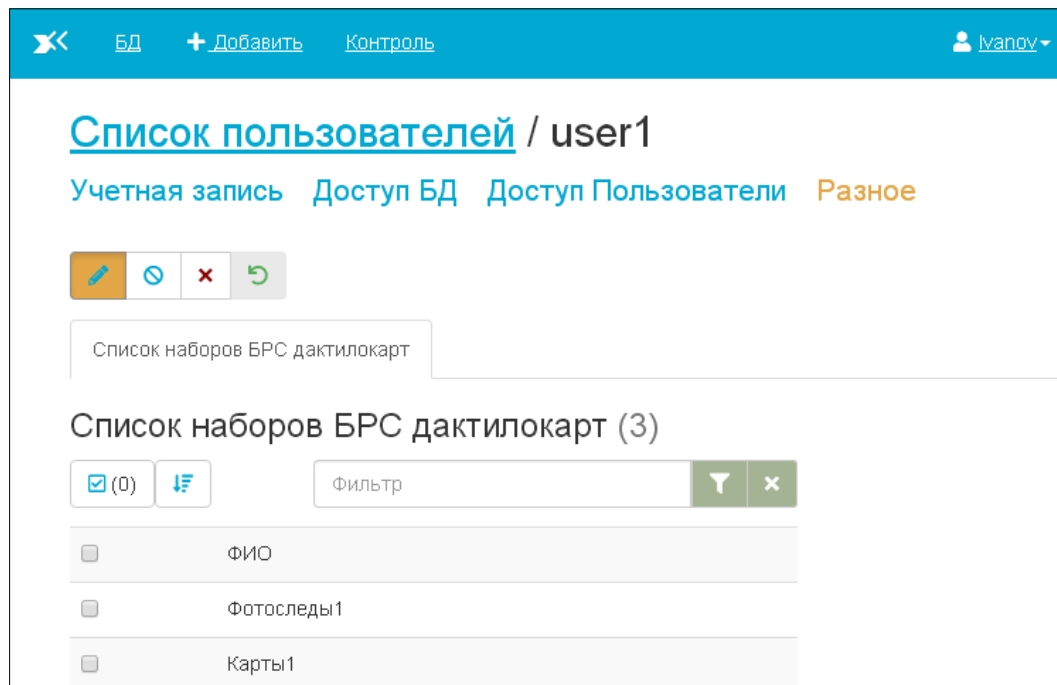 БД Добавить Контроль Ivanov
Список пользователей / user1
Учетная запись Доступ БД Доступ Пользователи Разное
Список наборов БРС дактилокарт
Список наборов БРС дактилокарт (3)
(0) Фильтр
ФИО
Фотоследы1
Карты1